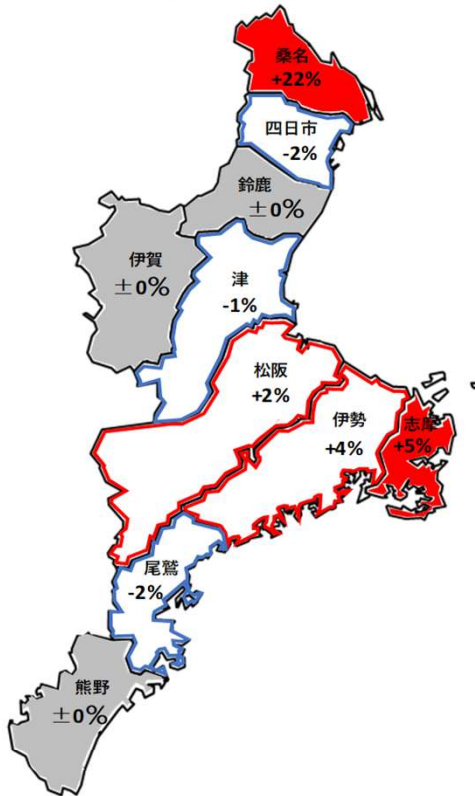 桑名
+22%
四日市
-2%
鈴鹿
±0%
伊賀
±0%
津
-1%
松阪
+2%
伊勢
+4%
志摩
+5%
尾鷲
-2%
熊野
±0%